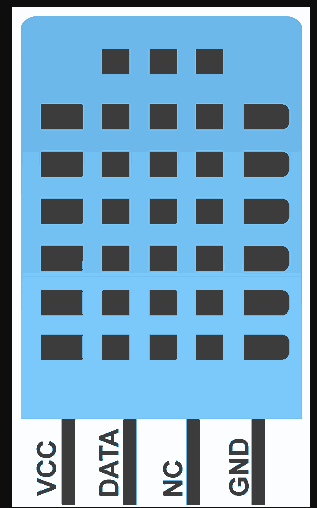 VCC
DATA
NC
GND